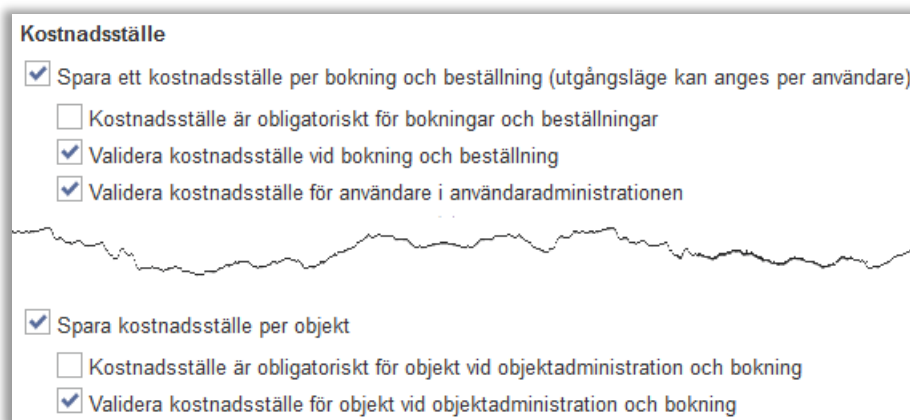 Kostnadsställe
Spara ett kostnadsställe per bokning och beställning (utgångsläge kan anges per användare)
Kostnadsställe är obligatoriskt för bokningar och beställningar
Validera kostnadsställe vid bokning och beställning
Validera kostnadsställe för användare i användaradministrationen
Spara kostnadsställe per objekt
Kostnadsställe är obligatoriskt för objekt vid objektadministration och bokning
Validera kostnadsställe för objekt vid objektadministration och bokning